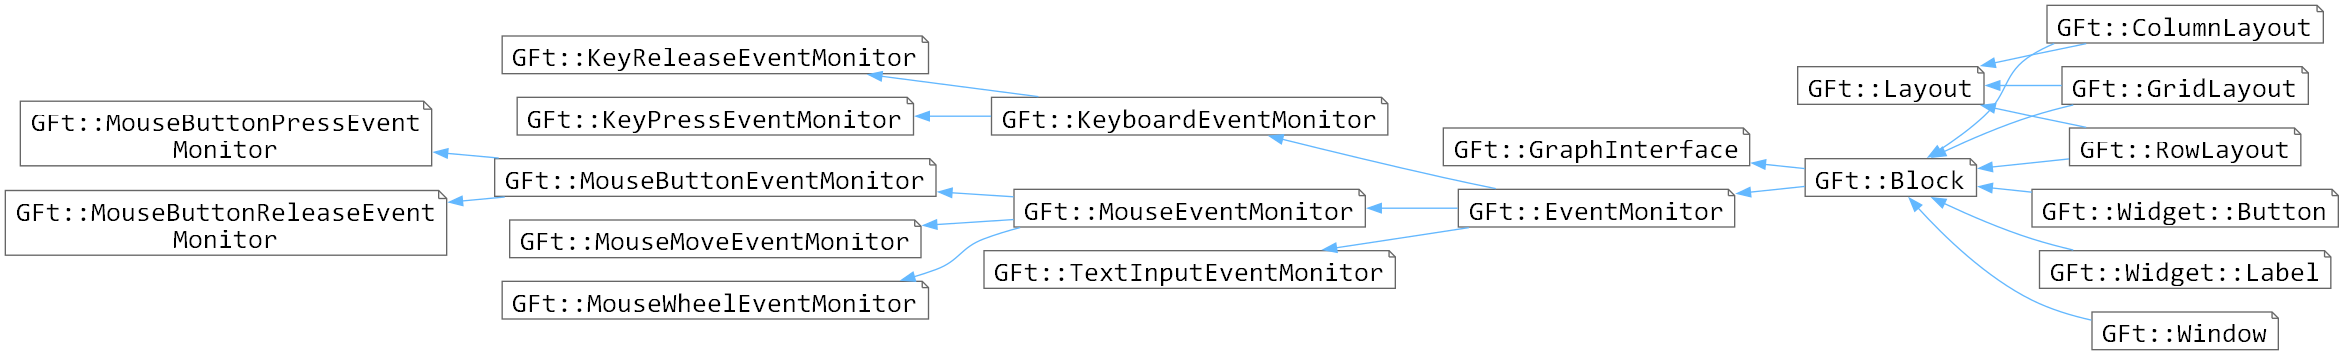 GFt::ColumnLayout
GFt::KeyReleaseEventMonitor
GFt::Layout
GFt::GridLayout
GFt::MouseButtonPressEvent
Monitor
GFt::KeyPressEventMonitor
GFt::KeyboardEventMonitor
GFt::GraphInterface
GFt::RowLayout
GFt::MouseButtonEventMonitor
GFt::Block
GFt::MouseButtonReleaseEvent
Monitor
GFt::MouseEventMonitor
GFt::EventMonitor
GFt::Widget::Button
GFt::MouseMoveEventMonitor
GFt::TextInputEventMonitor
GFt::Widget::Label
GFt::MouseWheelEventMonitor
GFt::Window